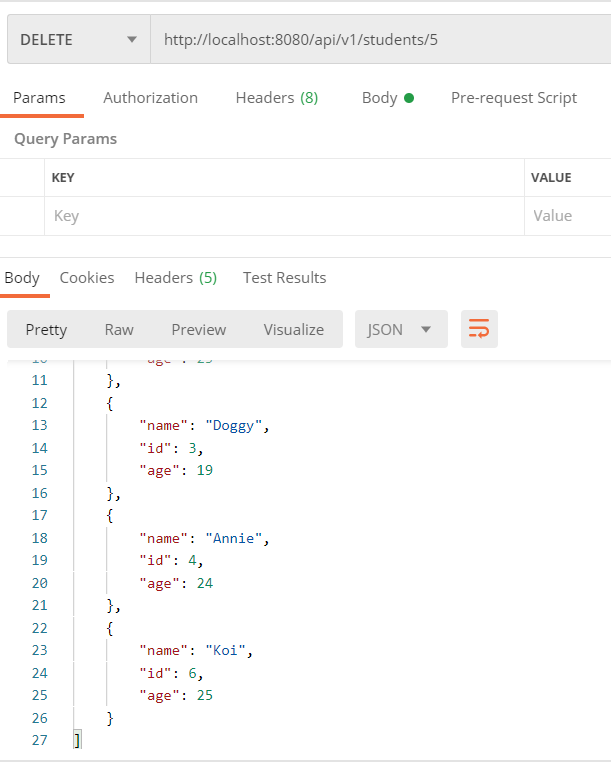 DELETE http://localhost:8080/api/v1/students/5
Params Authorization Headers (8) Body Pre-request Script
Query Params
KEY VALUE
Key Value
Body Cookies Headers (5) Test Results
Pretty Raw Preview Visualize JSON
11 },
12 {
13 "name": "Doggy",
14 "id": 3,
15 "age": 19
16 },
17 {
18 "name": "Annie",
19 "id": 4,
20 "age": 24
21 },
22 {
23 "name": "Koi",
24 "id": 6,
25 "age": 25
26 }
27 ]